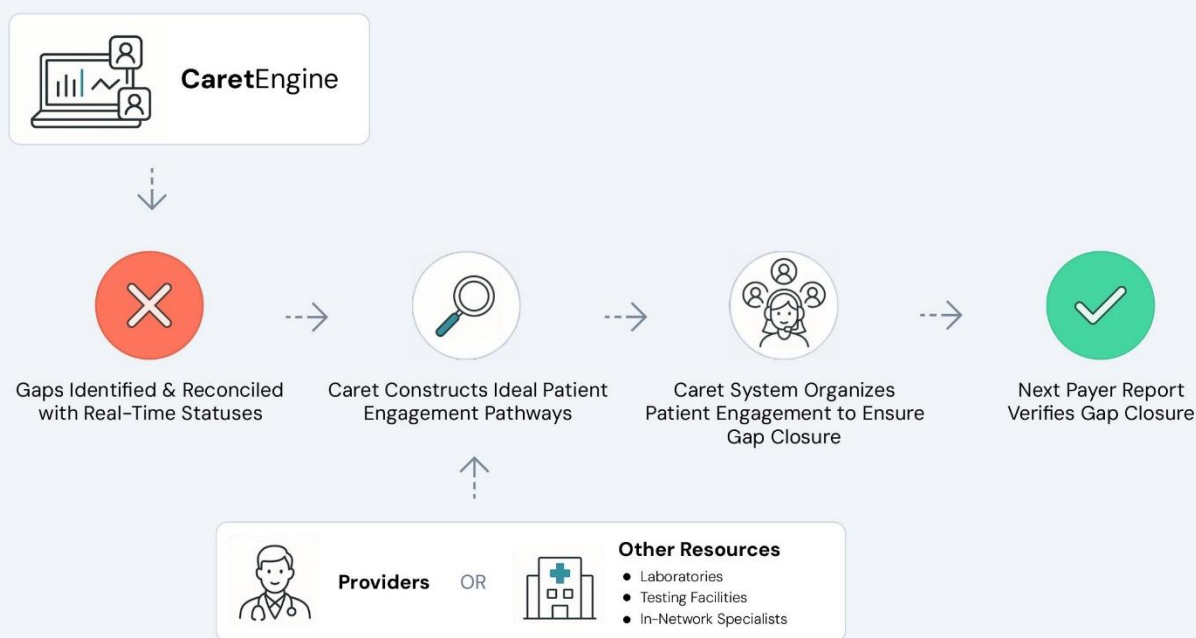 CaretEngine
Gaps Identified & Reconciled
with Real-Time Statuses
Caret Constructs Ideal Patient
Engagement Pathways
Caret System Organizes
Patient Engagement to Ensure
Gap Closure
Next Payer Report
Verifies Gap Closure
Providers
OR
Other Resources
● Laboratories
● Testing Facilities
● In-Network Specialists